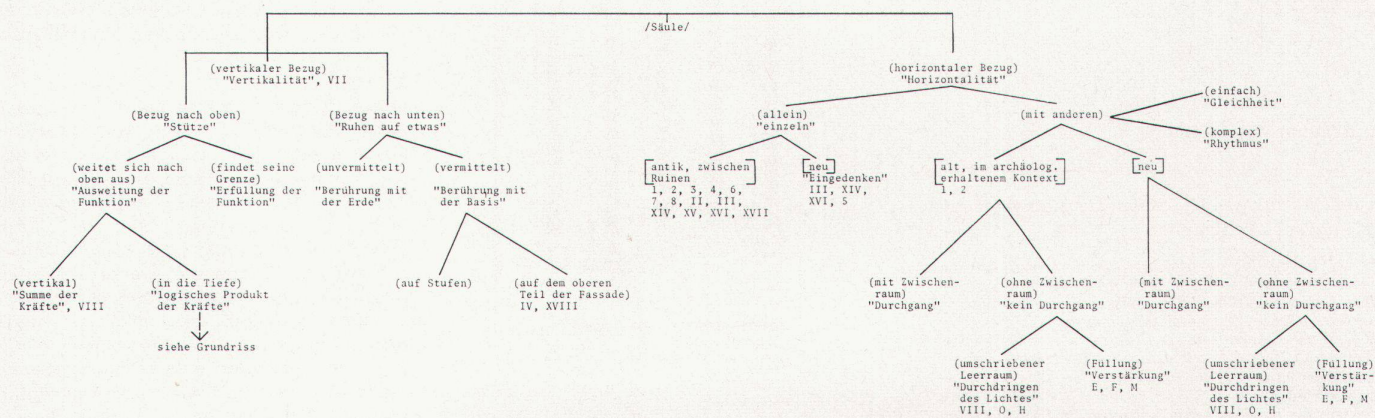 /Säule/
(vertikaler Bezug)
"Vertikalität", VII
(horizontaler Bezug)
"Horizontalität"
(Bezug nach oben)
"Stütze"
(Bezug nach unten)
"Ruhen auf etwas"
(allein)
"einzeln"
(mit anderen)
(einfach)
"Gleichheit"
(komplex)
"Rhythmus"
(weitet sich nach
oben aus)
"Ausweitung der
Funktion"
(findet seine
Grenze)
"Erfüllung der
Funktion"
(unvermittelt)
"Berührung mit
der Erde"
(vermittelt)
"Berührung mit
der Basis"
[antik, zwischen
Ruinen]
1, 2, 3, 4, 6,
7, 8, II, III,
XIV, XV, XVI, XVII
[neu]
"Eingedenken"
III, XIV,
XVI, 5
[alt, im archäolog.
erhaltenem Kontext]
1, 2
[neu]
(vertikal)
"Summe der
Kräfte", VIII
(in die Tiefe)
"logisches Produkt
der Kräfte"
siehe Grundriss
(auf Stufen)
(auf dem oberen
Teil der Fassade)
IV, XVIII
(mit Zwischen-
raum)
"Durchgang"
(ohne Zwischen-
raum)
"kein Durchgang"
(mit Zwischen-
raum)
"Durchgang"
(ohne Zwischen-
raum)
"kein Durchgang"
(umschriebener
Leerraum)
"Durchdringen
des Lichtes"
VIII, O, H
(Füllung)
"Verstärkung"
E, F, M
(umschriebener
Leerraum)
"Durchdringen
des Lichtes"
VIII, O, H
(Füllung)
"Verstär-
kung"
E, F, M